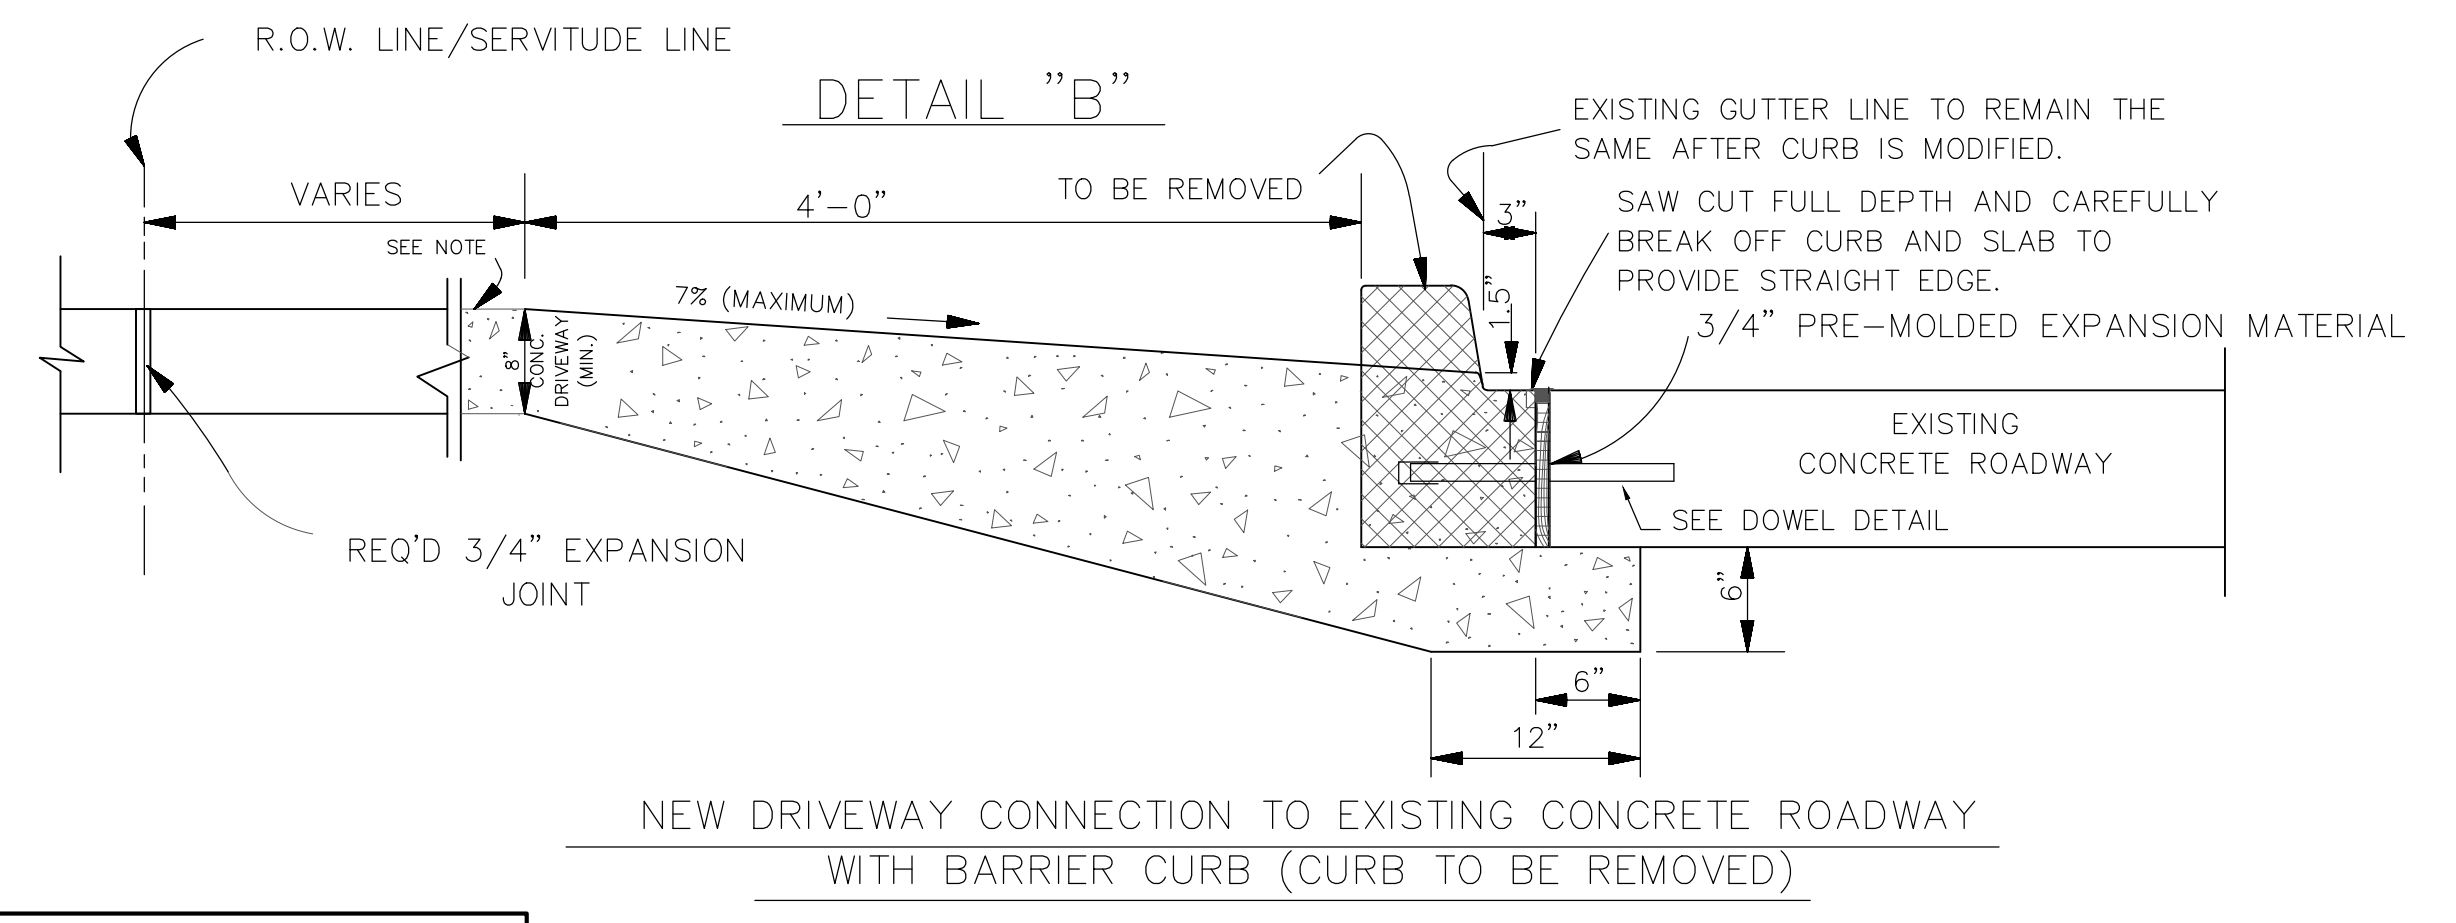 R.O.W. LINE/SERVITUDE LINE
DETAIL "B"
EXISTING GUTTER LINE TO REMAIN THE
SAME AFTER CURB IS MODIFIED.
VARIES
4'-0"
TO BE REMOVED
3"
SAW CUT FULL DEPTH AND CAREFULLY
BREAK OFF CURB AND SLAB TO
PROVIDE STRAIGHT EDGE.
SEE NOTE
7% (MAXIMUM)
1.5"
3/4" PRE-MOLDED EXPANSION MATERIAL
8"
CONC.
DRIVEWAY
(MIN.)
EXISTING
CONCRETE ROADWAY
SEE DOWEL DETAIL
REQ'D 3/4" EXPANSION
JOINT
6"
6"
12"
NEW DRIVEWAY CONNECTION TO EXISTING CONCRETE ROADWAY
WITH BARRIER CURB (CURB TO BE REMOVED)